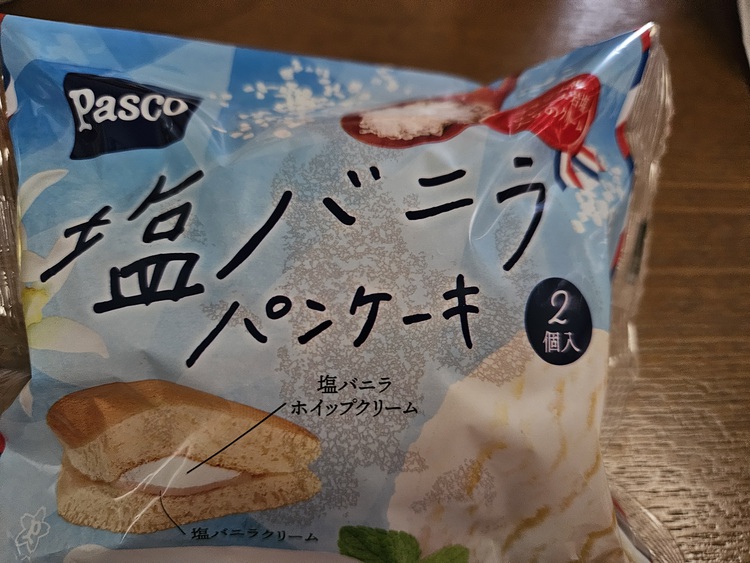 Pasco
塩バニラ
パンケーキ
2
個入
塩バニラ
ホイップクリーム
塩バニラクリーム